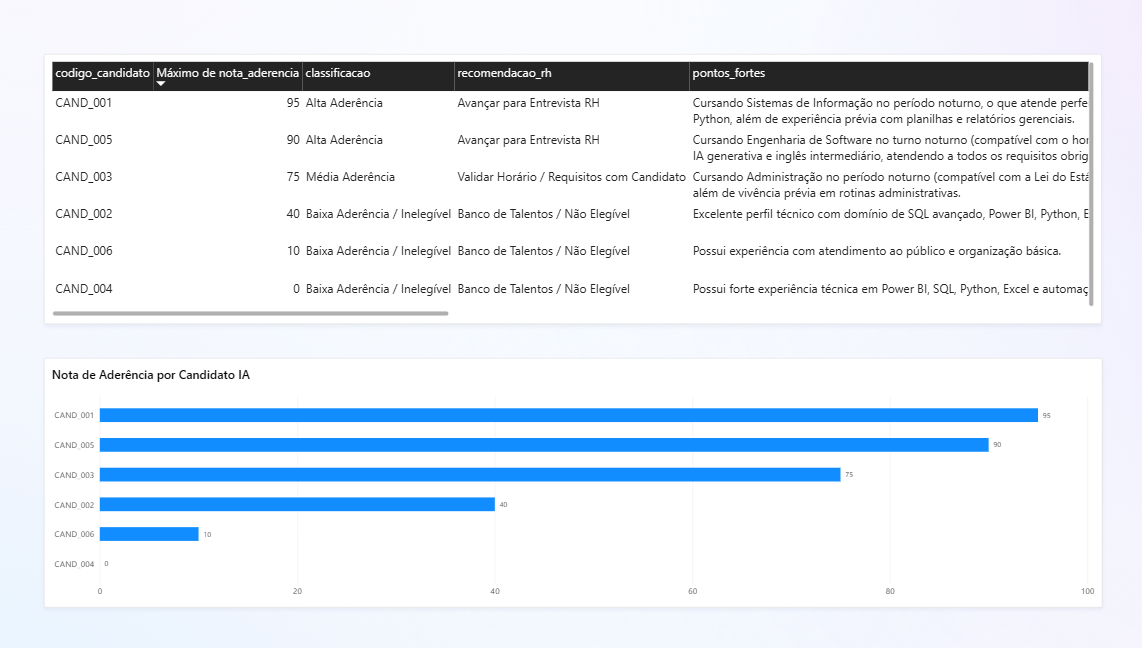 codigo_candidato Máximo de nota_aderencia classificacao recomendacao_rh pontos_fortes
CAND_001 95 Alta Aderência Avançar para Entrevista RH Cursando Sistemas de Informação no período noturno, o que atende perfe
Python, além de experiência prévia com planilhas e relatórios gerenciais.
CAND_005 90 Alta Aderência Avançar para Entrevista RH Cursando Engenharia de Software no turno noturno (compatível com o hor
IA generativa e inglês intermediário, atendendo a todos os requisitos obrig
CAND_003 75 Média Aderência Validar Horário / Requisitos com Candidato Cursando Administração no período noturno (compatível com a Lei do Está
além de vivência prévia em rotinas administrativas.
CAND_002 40 Baixa Aderência / Inelegível Banco de Talentos / Não Elegível Excelente perfil técnico com domínio de SQL avançado, Power BI, Python, E
CAND_006 10 Baixa Aderência / Inelegível Banco de Talentos / Não Elegível Possui experiência com atendimento ao público e organização básica.
CAND_004 0 Baixa Aderência / Inelegível Banco de Talentos / Não Elegível Possui forte experiência técnica em Power BI, SQL, Python, Excel e automaç
Nota de Aderência por Candidato IA
CAND_001 95
CAND_005 90
CAND_003 75
CAND_002 40
CAND_006 10
CAND_004 0
0 20 40 60 80 100